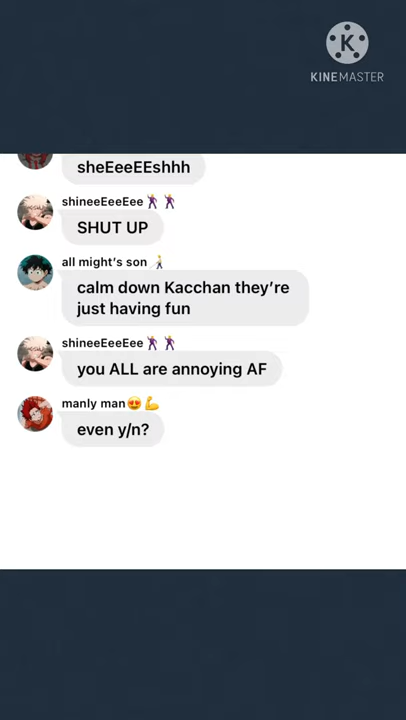 K
KINEMASTER
sheEeeEEshhh
shineeEeeEee🕺🕺
SHUT UP
all might's son 🧑‍🦯
calm down Kacchan they're
just having fun
shineeEeeEee🕺🕺
you ALL are annoying AF
manly man😍💪
even y/n?